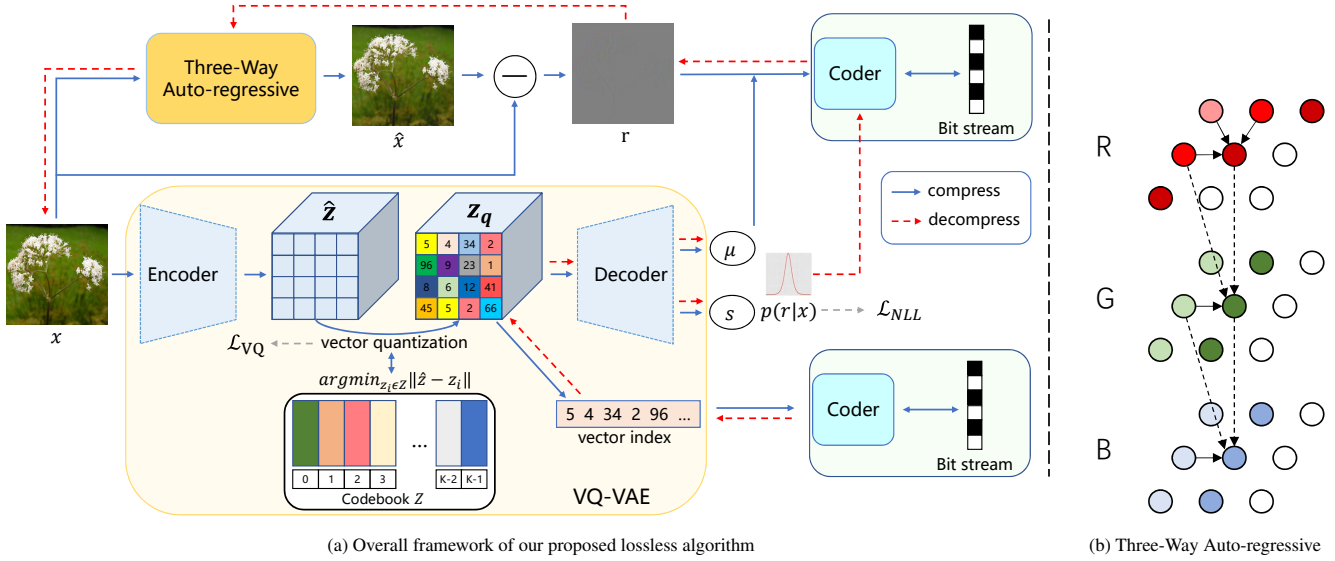 Three-Way
Auto-regressive
x̂
r
Coder
Bit stream
compress
decompress
x
Encoder
ẑ
z_q
5 4 34 2
96 9 23 1
8 6 12 41
45 5 2 66
Decoder
μ
s
p(r|x)
ℒ_NLL
ℒ_VQ
vector quantization
argmin_{z_i∈Z}‖ẑ − z_i‖
0 1 2 3 ... K-2 K-1
Codebook Z
5 4 34 2 96 ...
vector index
VQ-VAE
Coder
Bit stream
(a) Overall framework of our proposed lossless algorithm
R
G
B
(b) Three-Way Auto-regressive